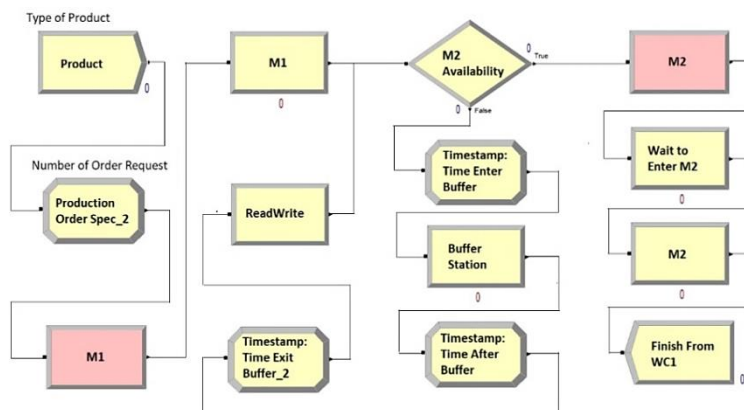 Type of Product
Product
0
Number of Order Request
Production
Order Spec_2
M1
M1
0
ReadWrite
Timestamp:
Time Exit
Buffer_2
M2
Availability
0
True
0
False
Timestamp:
Time Enter
Buffer
Buffer
Station
0
Timestamp:
Time After
Buffer
M2
Wait to
Enter M2
0
M2
0
Finish From
WC1
0